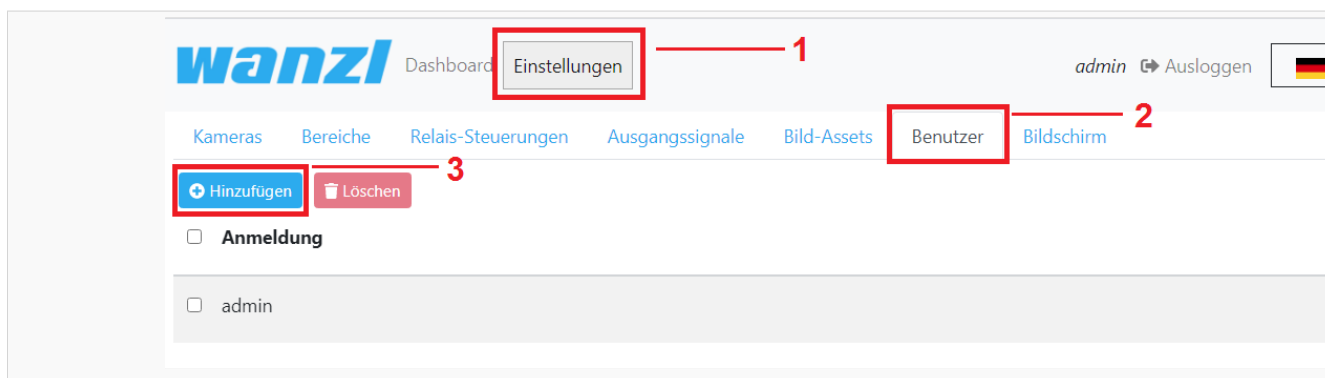 wanzl Dashboard Einstellungen 1 admin Ausloggen
Kameras Bereiche Relais-Steuerungen Ausgangssignale Bild-Assets Benutzer 2 Bildschirm
Hinzufügen Löschen 3
Anmeldung
admin